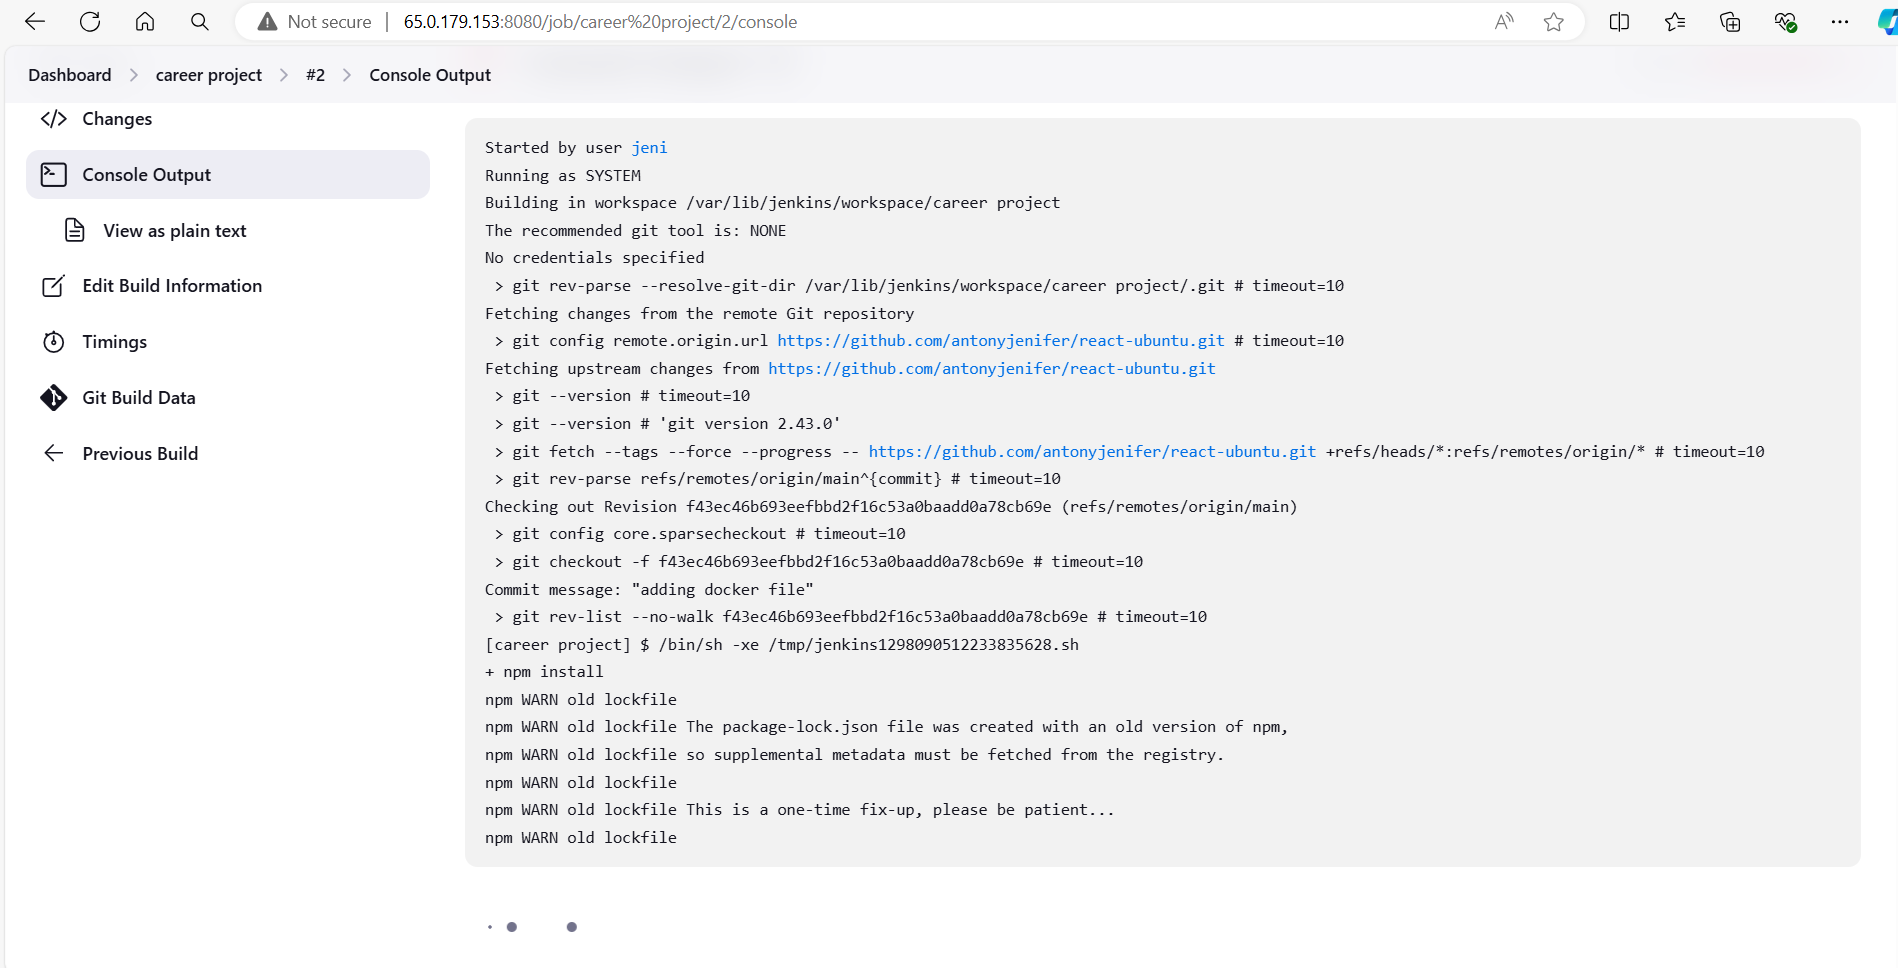 Not secure
65.0.179.153:8080/job/career%20project/2/console
Dashboard
career project
#2
Console Output
Changes
Console Output
View as plain text
Edit Build Information
Timings
Git Build Data
Previous Build
Started by user jeni
Running as SYSTEM
Building in workspace /var/lib/jenkins/workspace/career project
The recommended git tool is: NONE
No credentials specified
> git rev-parse --resolve-git-dir /var/lib/jenkins/workspace/career project/.git # timeout=10
Fetching changes from the remote Git repository
> git config remote.origin.url https://github.com/antonyjenifer/react-ubuntu.git # timeout=10
Fetching upstream changes from https://github.com/antonyjenifer/react-ubuntu.git
> git --version # timeout=10
> git --version # 'git version 2.43.0'
> git fetch --tags --force --progress -- https://github.com/antonyjenifer/react-ubuntu.git +refs/heads/*:refs/remotes/origin/* # timeout=10
> git rev-parse refs/remotes/origin/main^{commit} # timeout=10
Checking out Revision f43ec46b693eefbbd2f16c53a0baadd0a78cb69e (refs/remotes/origin/main)
> git config core.sparsecheckout # timeout=10
> git checkout -f f43ec46b693eefbbd2f16c53a0baadd0a78cb69e # timeout=10
Commit message: "adding docker file"
> git rev-list --no-walk f43ec46b693eefbbd2f16c53a0baadd0a78cb69e # timeout=10
[career project] $ /bin/sh -xe /tmp/jenkins1298090512233835628.sh
+ npm install
npm WARN old lockfile
npm WARN old lockfile The package-lock.json file was created with an old version of npm,
npm WARN old lockfile so supplemental metadata must be fetched from the registry.
npm WARN old lockfile
npm WARN old lockfile This is a one-time fix-up, please be patient...
npm WARN old lockfile